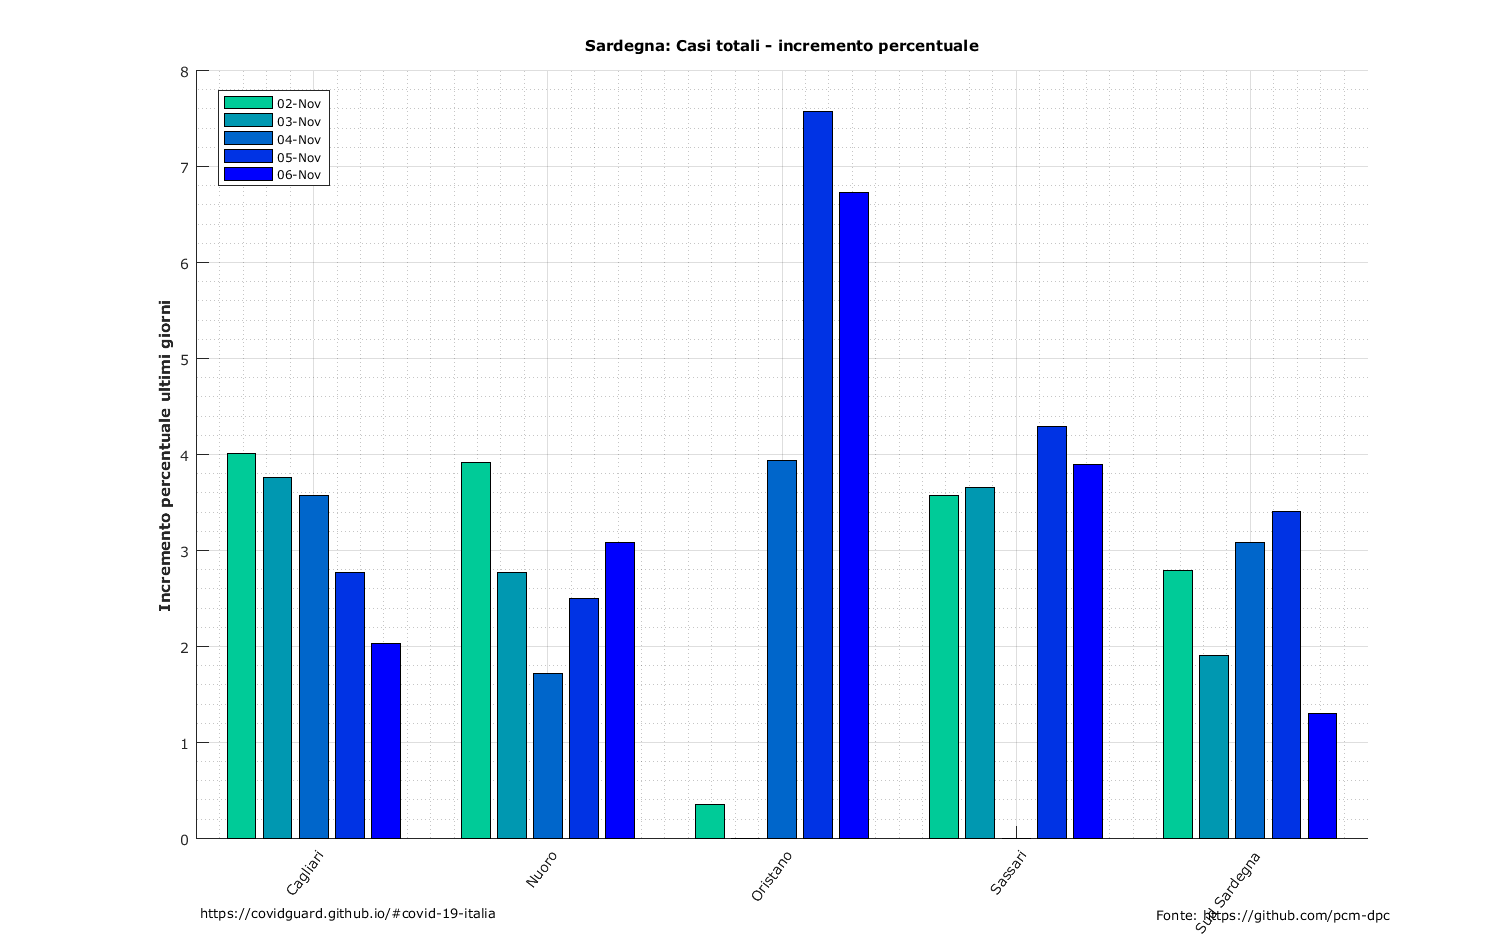 Sardegna: Casi totali - incremento percentuale
8
7
6
5
4
3
2
1
0
Incremento percentuale ultimi giorni
02-Nov
03-Nov
04-Nov
05-Nov
06-Nov
Cagliari
Nuoro
Oristano
Sassari
Sud Sardegna
https://covidguard.github.io/#covid-19-italia
Fonte: https://github.com/pcm-dpc